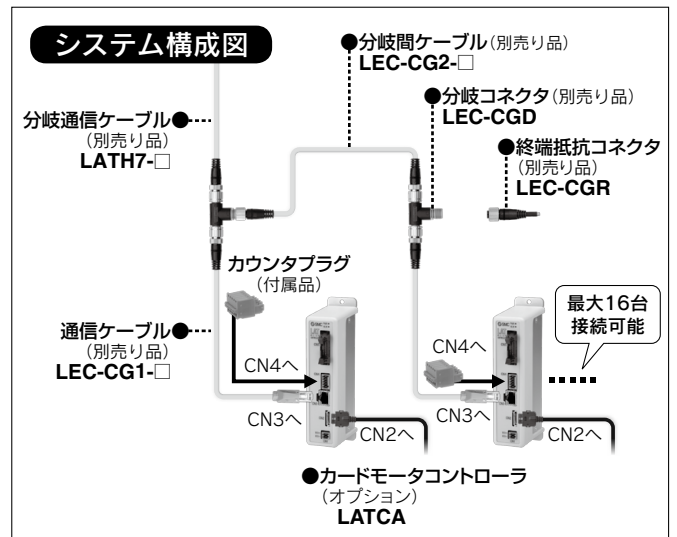 システム構成図
●分岐間ケーブル(別売り品)
LEC-CG2-□
●分岐コネクタ(別売り品)
LEC-CGD
分岐通信ケーブル●
(別売り品)
LATH7-□
●終端抵抗コネクタ
(別売り品)
LEC-CGR
カウンタプラグ
(付属品)
通信ケーブル●
(別売り品)
LEC-CG1-□
CN4へ
CN3へ
CN2へ
CN4へ
CN3へ
CN2へ
最大16台
接続可能
●カードモータコントローラ
(オプション)
LATCA